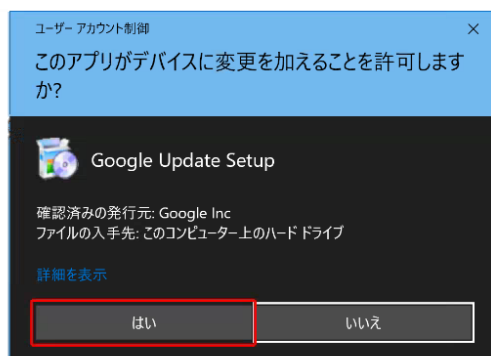 ユーザー アカウント制御
このアプリがデバイスに変更を加えることを許可します
か?
Google Update Setup
確認済みの発行元: Google Inc
ファイルの入手先: このコンピューター上のハード ドライブ
詳細を表示
はい
いいえ